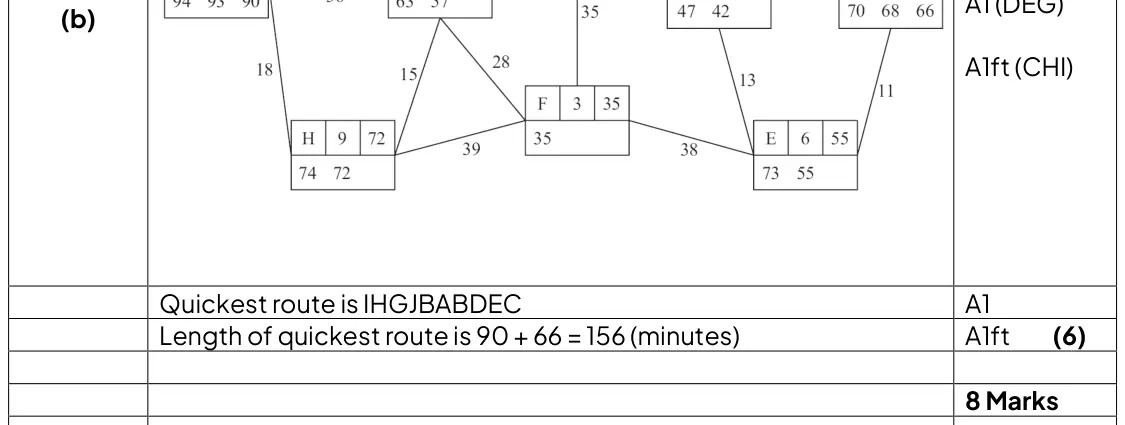 94 93 90
63 57
35
47 42
70 68 66
A1 (DEG)
(b)
18
15
28
13
11
A1ft (CHI)
F 3 35
35
H 9 72
74 72
39
38
E 6 55
73 55
Quickest route is IHGJBABDEC
A1
Length of quickest route is 90 + 66 = 156 (minutes)
A1ft (6)
8 Marks